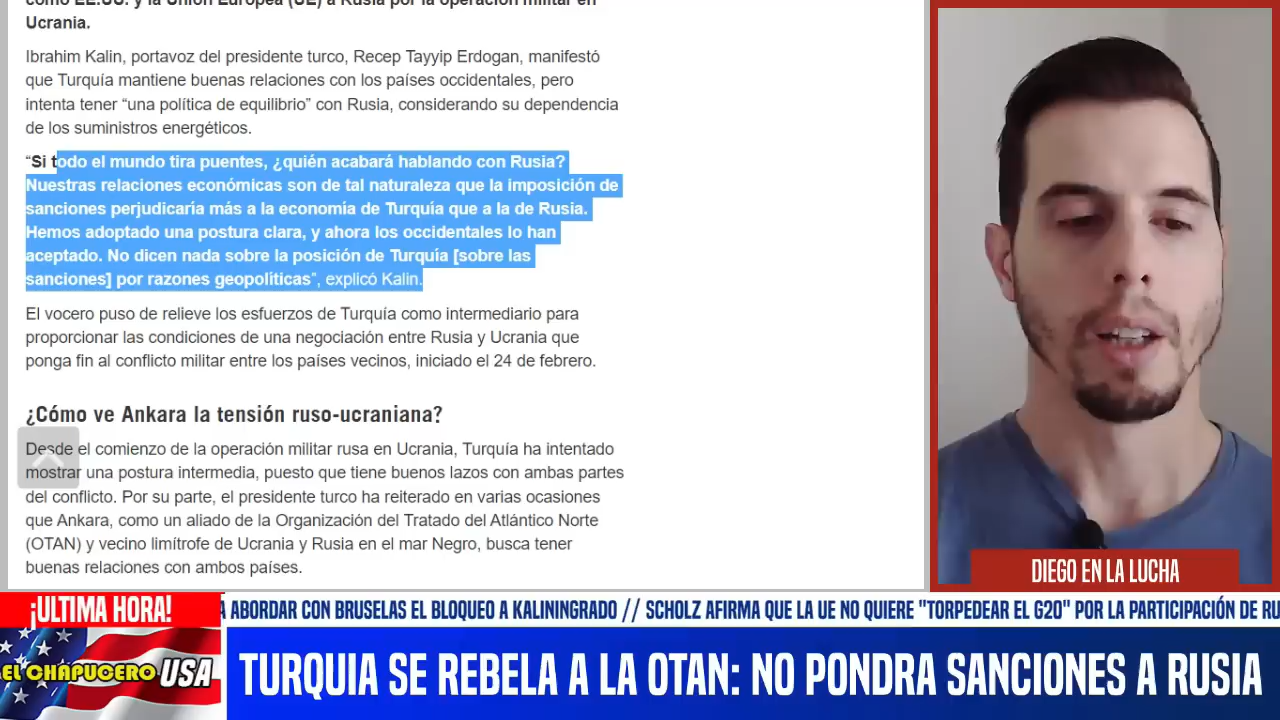 como EE.UU. y la Unión Europea (UE) a Rusia por la operación militar en
Ucrania.
Ibrahim Kalin, portavoz del presidente turco, Recep Tayyip Erdogan, manifestó
que Turquía mantiene buenas relaciones con los países occidentales, pero
intenta tener “una política de equilibrio” con Rusia, considerando su dependencia
de los suministros energéticos.
“Si todo el mundo tira puentes, ¿quién acabará hablando con Rusia?
Nuestras relaciones económicas son de tal naturaleza que la imposición de
sanciones perjudicaría más a la economía de Turquía que a la de Rusia.
Hemos adoptado una postura clara, y ahora los occidentales lo han
aceptado. No dicen nada sobre la posición de Turquía [sobre las
sanciones] por razones geopolíticas”, explicó Kalin.
El vocero puso de relieve los esfuerzos de Turquía como intermediario para
proporcionar las condiciones de una negociación entre Rusia y Ucrania que
ponga fin al conflicto militar entre los países vecinos, iniciado el 24 de febrero.
¿Cómo ve Ankara la tensión ruso-ucraniana?
Desde el comienzo de la operación militar rusa en Ucrania, Turquía ha intentado
mostrar una postura intermedia, puesto que tiene buenos lazos con ambas partes
del conflicto. Por su parte, el presidente turco ha reiterado en varias ocasiones
que Ankara, como un aliado de la Organización del Tratado del Atlántico Norte
(OTAN) y vecino limítrofe de Ucrania y Rusia en el mar Negro, busca tener
buenas relaciones con ambos países.
DIEGO EN LA LUCHA
¡ULTIMA HORA!
A ABORDAR CON BRUSELAS EL BLOQUEO A KALININGRADO // SCHOLZ AFIRMA QUE LA UE NO QUIERE "TORPEDEAR EL G20" POR LA PARTICIPACIÓN DE RU
EL CHAPUCERO USA
TURQUIA SE REBELA A LA OTAN: NO PONDRA SANCIONES A RUSIA